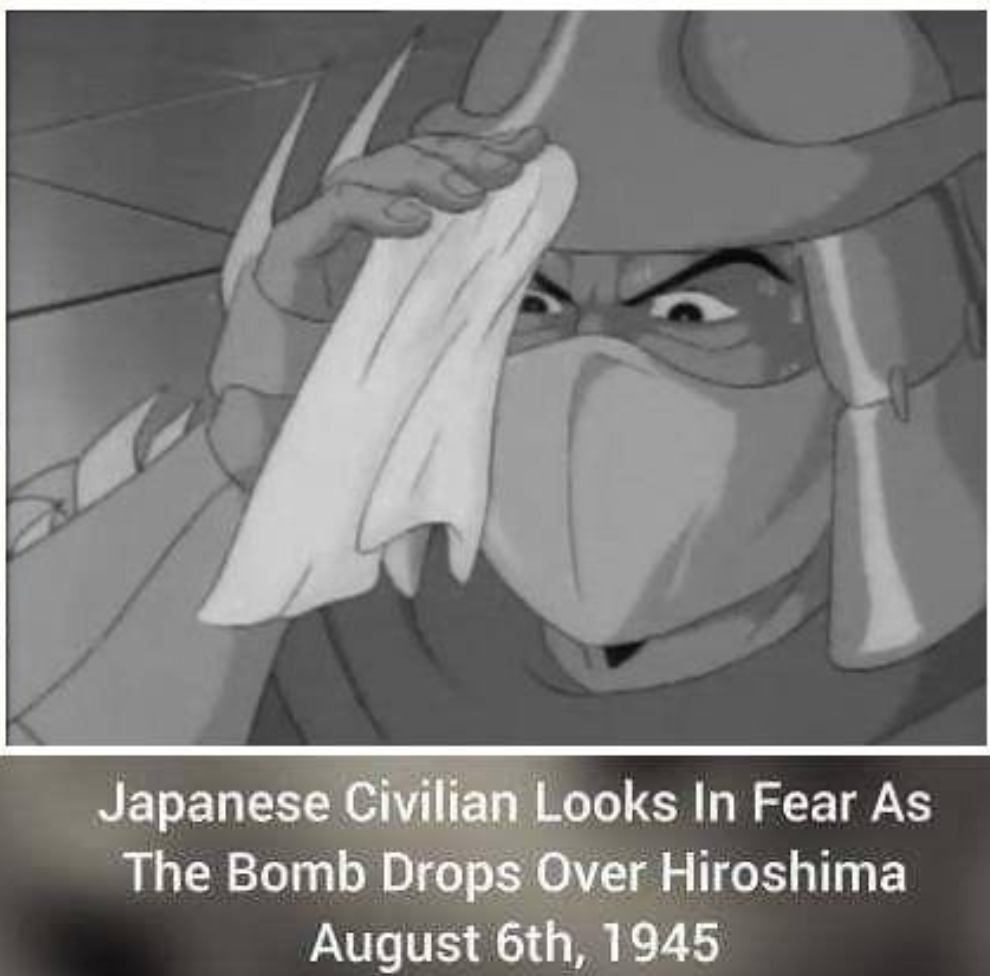 Japanese Civilian Looks In Fear As
The Bomb Drops Over Hiroshima
August 6th, 1945